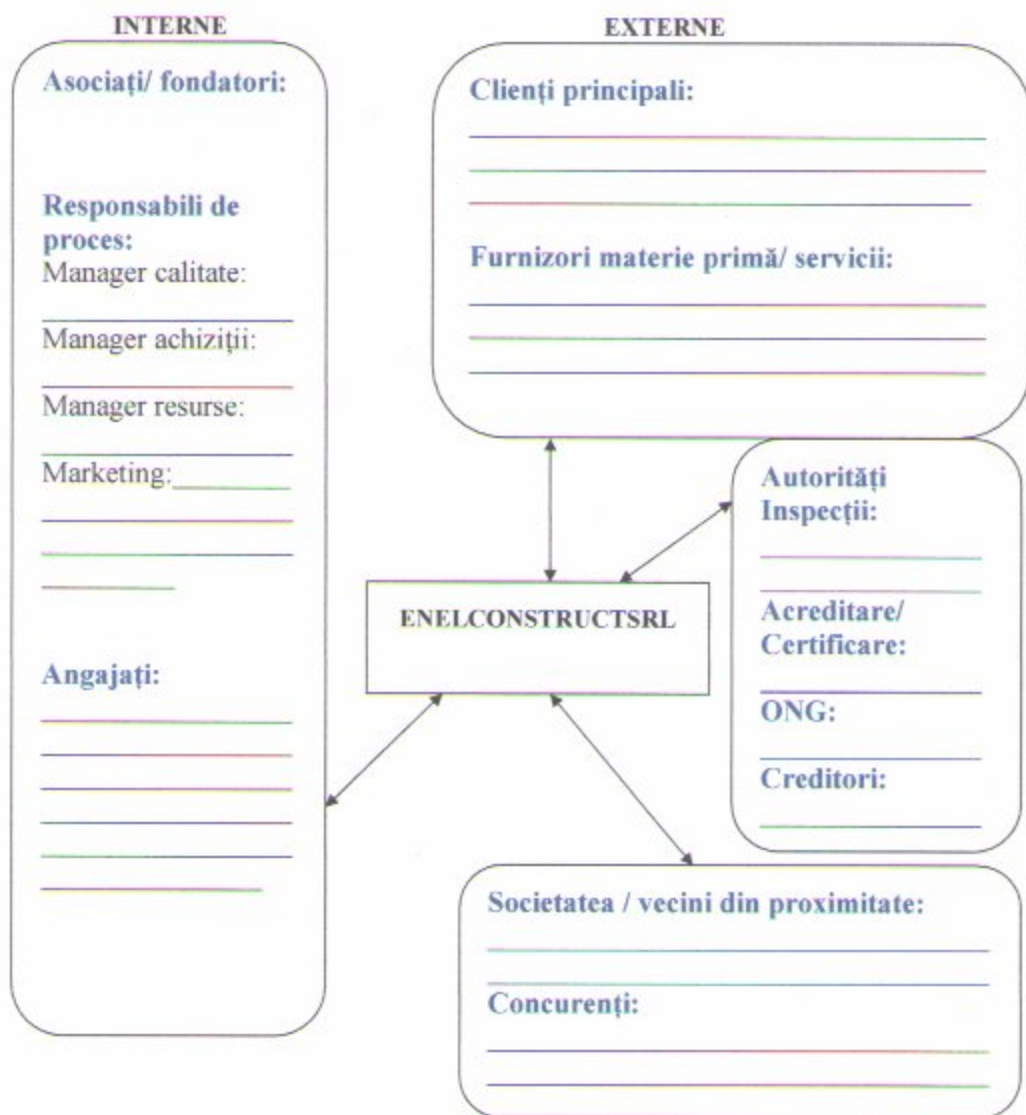 INTERNE
Asociați/ fondatori:
Responsabili de
proces:
Manager calitate:
Manager achiziții:
Manager resurse:
Marketing:
Angajați:
EXTERNE
Clienți principali:
Furnizori materie primă/ servicii:
Autorități
Inspecții:
Acreditare/
Certificare:
ONG:
Creditori:
ENELCONSTRUCTSRL
Societatea / vecini din proximitate:
Concurenți: